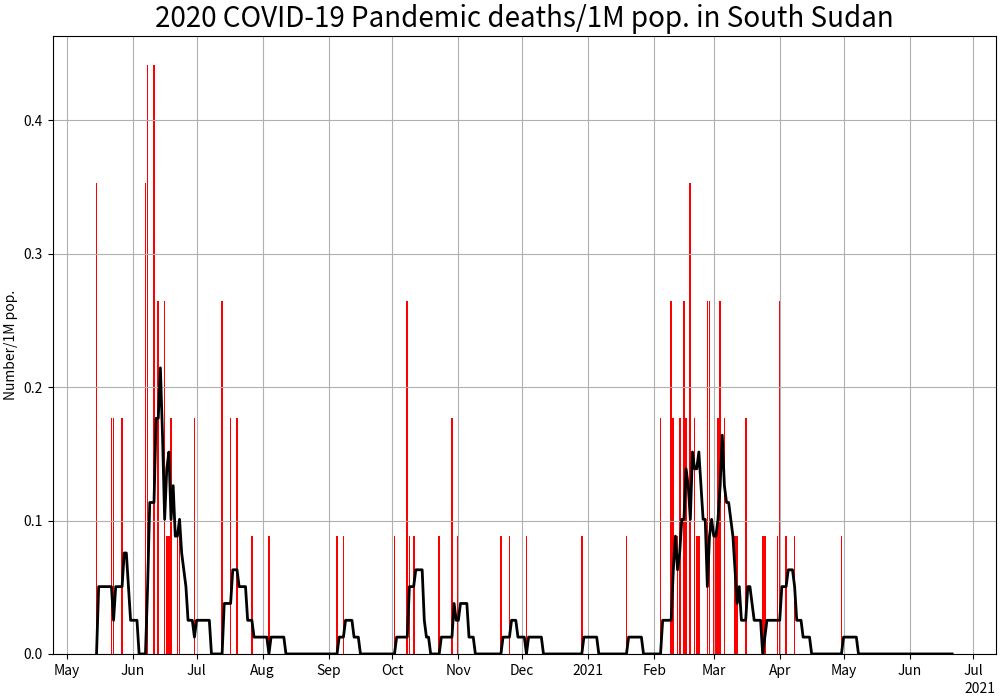 2020 COVID-19 Pandemic deaths/1M pop. in South Sudan
Number/1M pop.
0.4
0.3
0.2
0.1
0.0
May Jun Jul Aug Sep Oct Nov Dec 2021 Feb Mar Apr May Jun Jul
2021